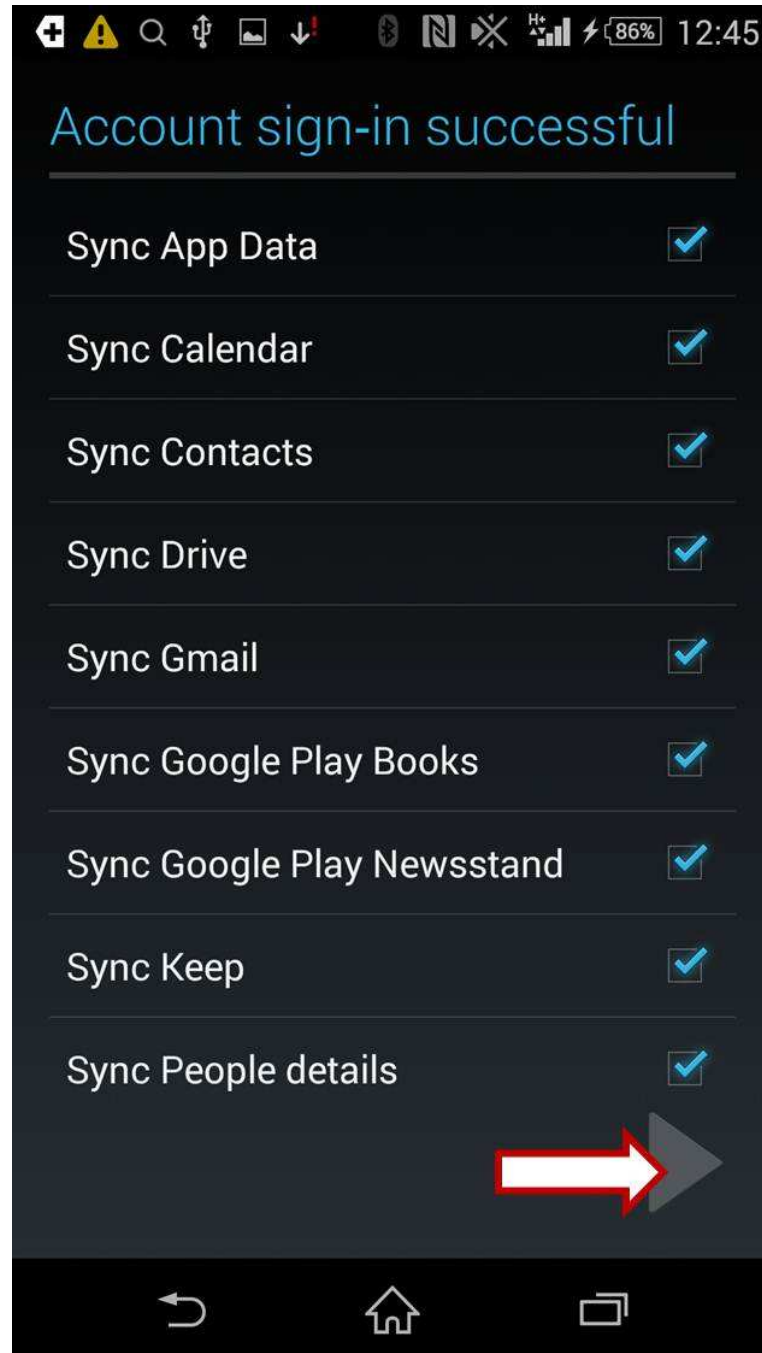 H+ 86% 12:45
Account sign-in successful
Sync App Data
Sync Calendar
Sync Contacts
Sync Drive
Sync Gmail
Sync Google Play Books
Sync Google Play Newsstand
Sync Keep
Sync People details